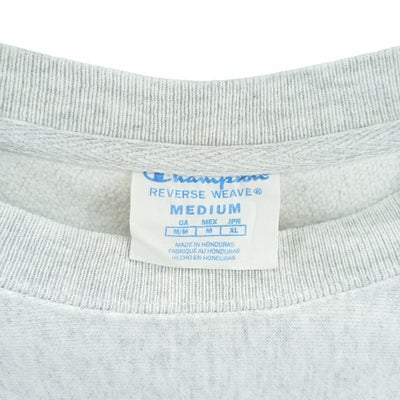 Champion
REVERSE WEAVE®
MEDIUM
CA MEX JPN
M/M M XL
MADE IN HONDURAS
FABRIQUÉ AU HONDURAS
HECHO EN HONDURAS